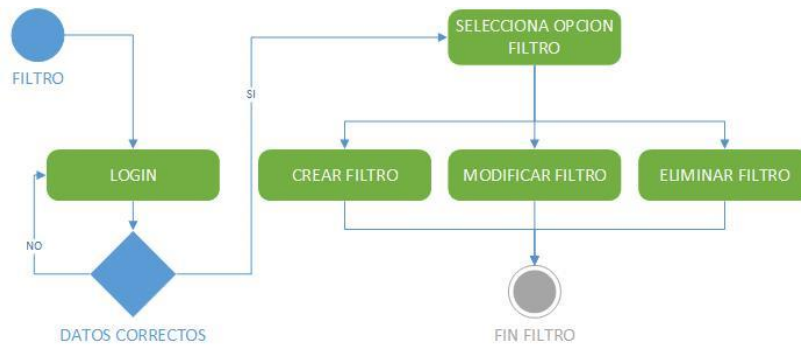 FILTRO
LOGIN
NO
DATOS CORRECTOS
SI
SELECCIONA OPCION
FILTRO
CREAR FILTRO
MODIFICAR FILTRO
ELIMINAR FILTRO
FIN FILTRO